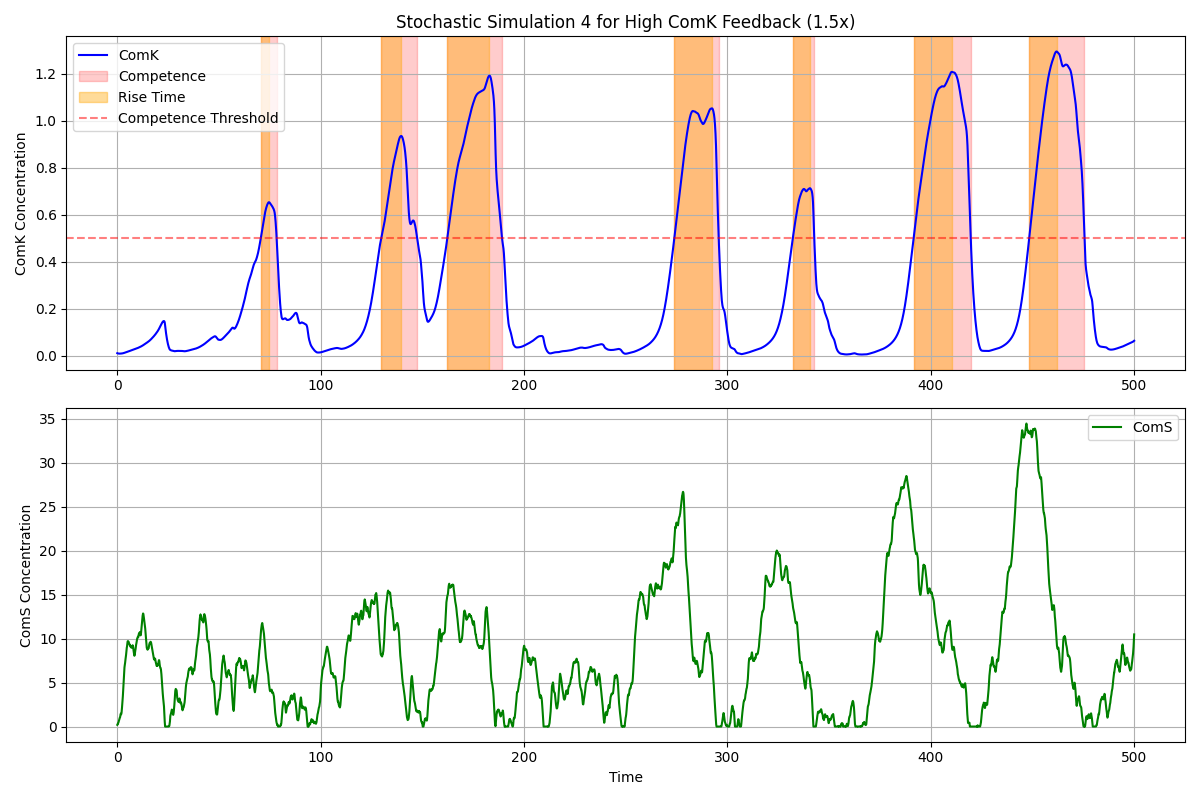 Stochastic Simulation 4 for High ComK Feedback (1.5x)
ComK
Competence
Rise Time
Competence Threshold
ComK Concentration
1.2
1.0
0.8
0.6
0.4
0.2
0.0
0 100 200 300 400 500
ComS
ComS Concentration
35
30
25
20
15
10
5
0
0 100 200 300 400 500
Time